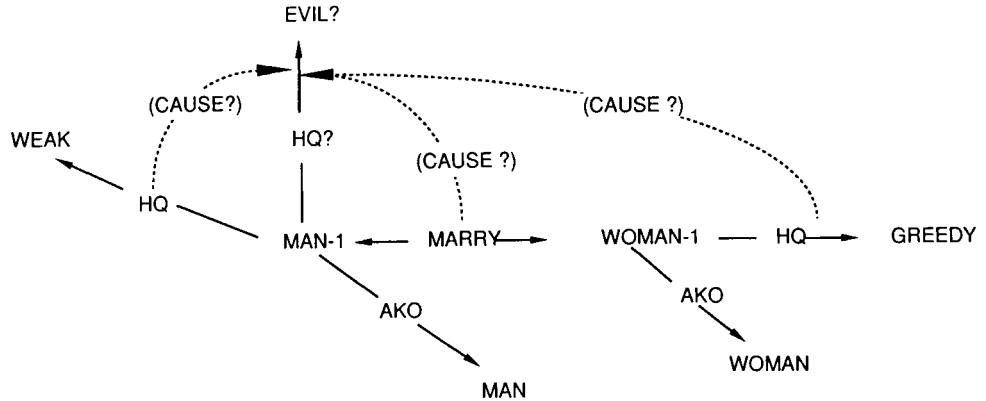 EVIL?
(CAUSE?)
(CAUSE ?)
WEAK
HQ?
(CAUSE ?)
HQ
MAN-1
MARRY
WOMAN-1
HQ
GREEDY
AKO
AKO
WOMAN
MAN